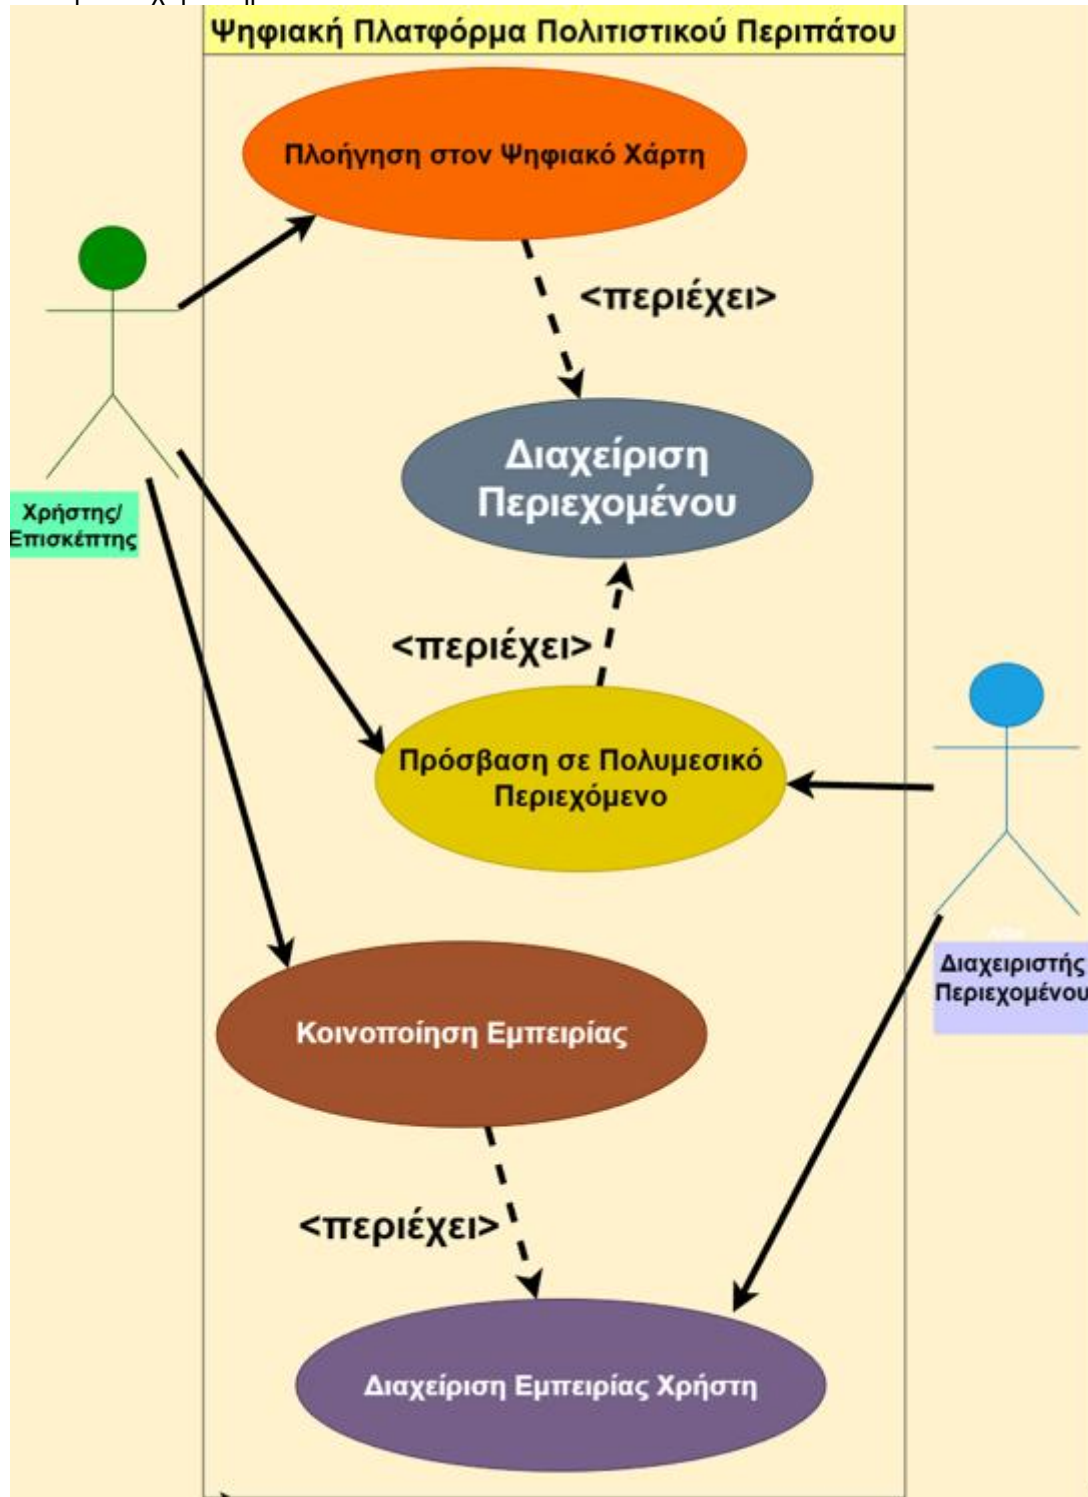 Ψηφιακή Πλατφόρμα Πολιτιστικού Περιπάτου
Πλοήγηση στον Ψηφιακό Χάρτη
<περιέχει>
Διαχείριση
Περιεχομένου
Χρήστης/
Επισκέπτης
<περιέχει>
Πρόσβαση σε Πολυμεσικό
Περιεχόμενο
Διαχειριστής
Περιεχομένου
Κοινοποίηση Εμπειρίας
<περιέχει>
Διαχείριση Εμπειρίας Χρήστη